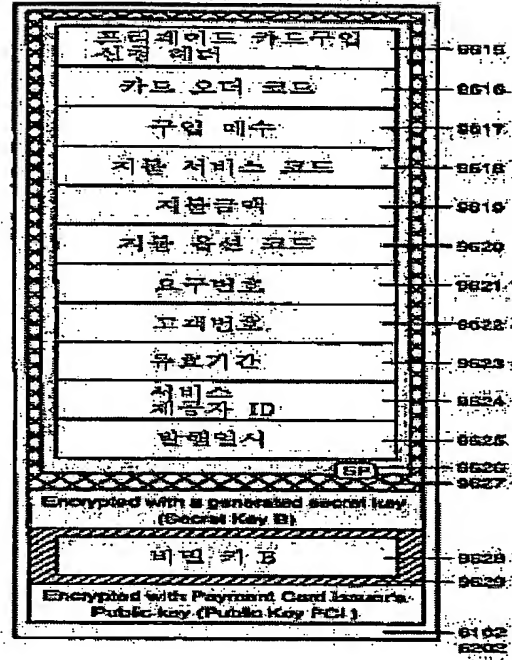 프리페이드 카드구입
신청 헤더
9615
카드 오더 코드
9616
구입 매수
9617
지불 서비스 코드
9618
지불금액
9619
지불 옵션 코드
9620
요구번호
9621
고객번호
9622
유효기간
9623
서비스
제공자 ID
9624
발행일시
9625
SP
9626
9627
Encrypted with a generated secret key
(Secret Key B)
비밀 키 B
9628
9629
Encrypted with Payment Card Issuer's
Public key (Public Key PCI)
6102
6202